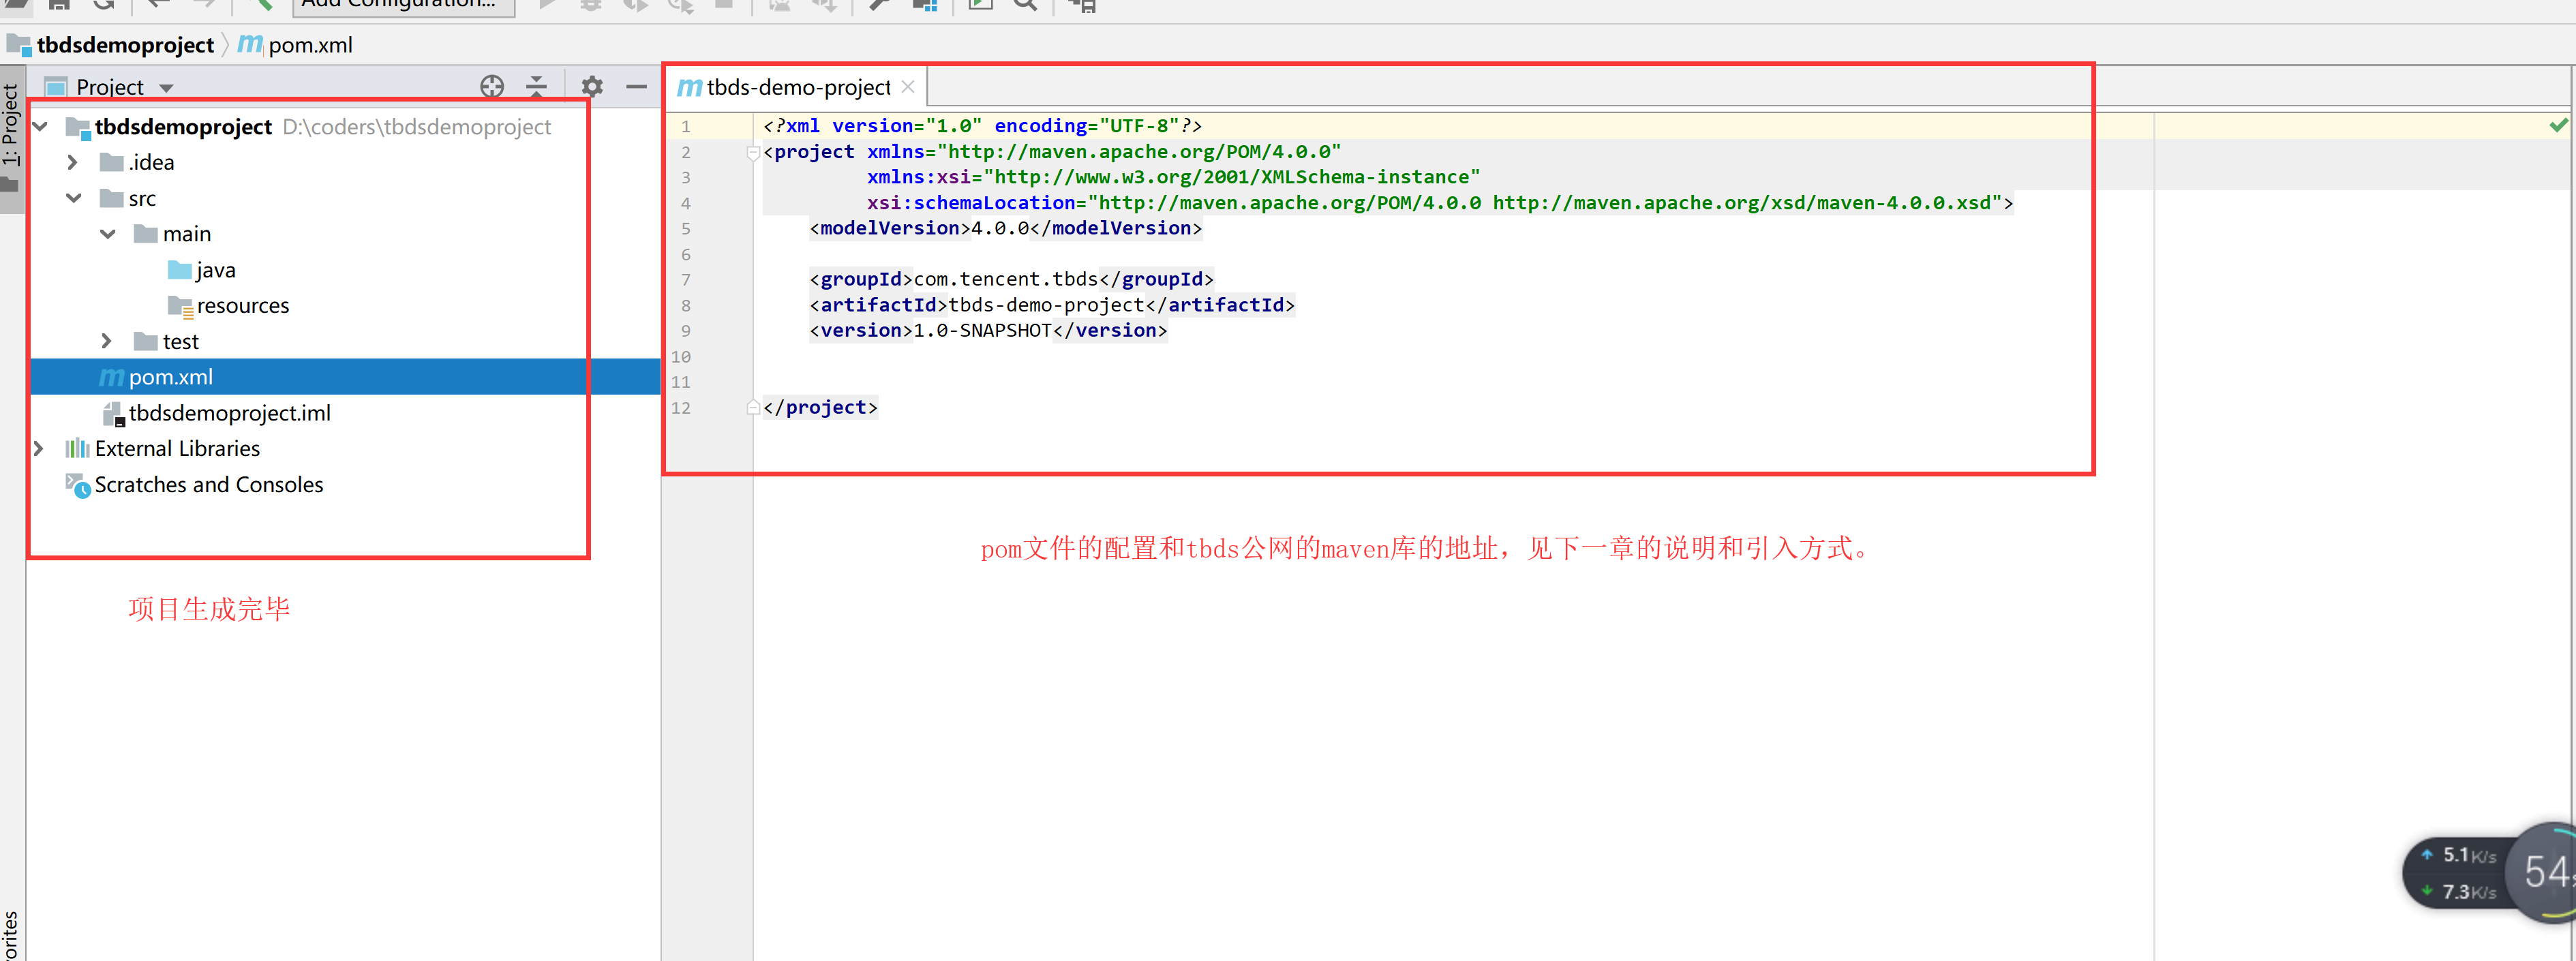 Add Configuration...
tbdsdemoproject pom.xml
1: Project
Project
tbdsdemoproject D:\coders\tbdsdemoproject
.idea
src
main
java
resources
test
pom.xml
tbdsdemoproject.iml
External Libraries
Scratches and Consoles
项目生成完毕
tbds-demo-project
1 <?xml version="1.0" encoding="UTF-8"?>
2 <project xmlns="http://maven.apache.org/POM/4.0.0"
3 xmlns:xsi="http://www.w3.org/2001/XMLSchema-instance"
4 xsi:schemaLocation="http://maven.apache.org/POM/4.0.0 http://maven.apache.org/xsd/maven-4.0.0.xsd">
5 <modelVersion>4.0.0</modelVersion>
6
7 <groupId>com.tencent.tbds</groupId>
8 <artifactId>tbds-demo-project</artifactId>
9 <version>1.0-SNAPSHOT</version>
10
11
12 </project>
pom文件的配置和tbds公网的maven库的地址，见下一章的说明和引入方式。
5.1K/s
7.3K/s
54